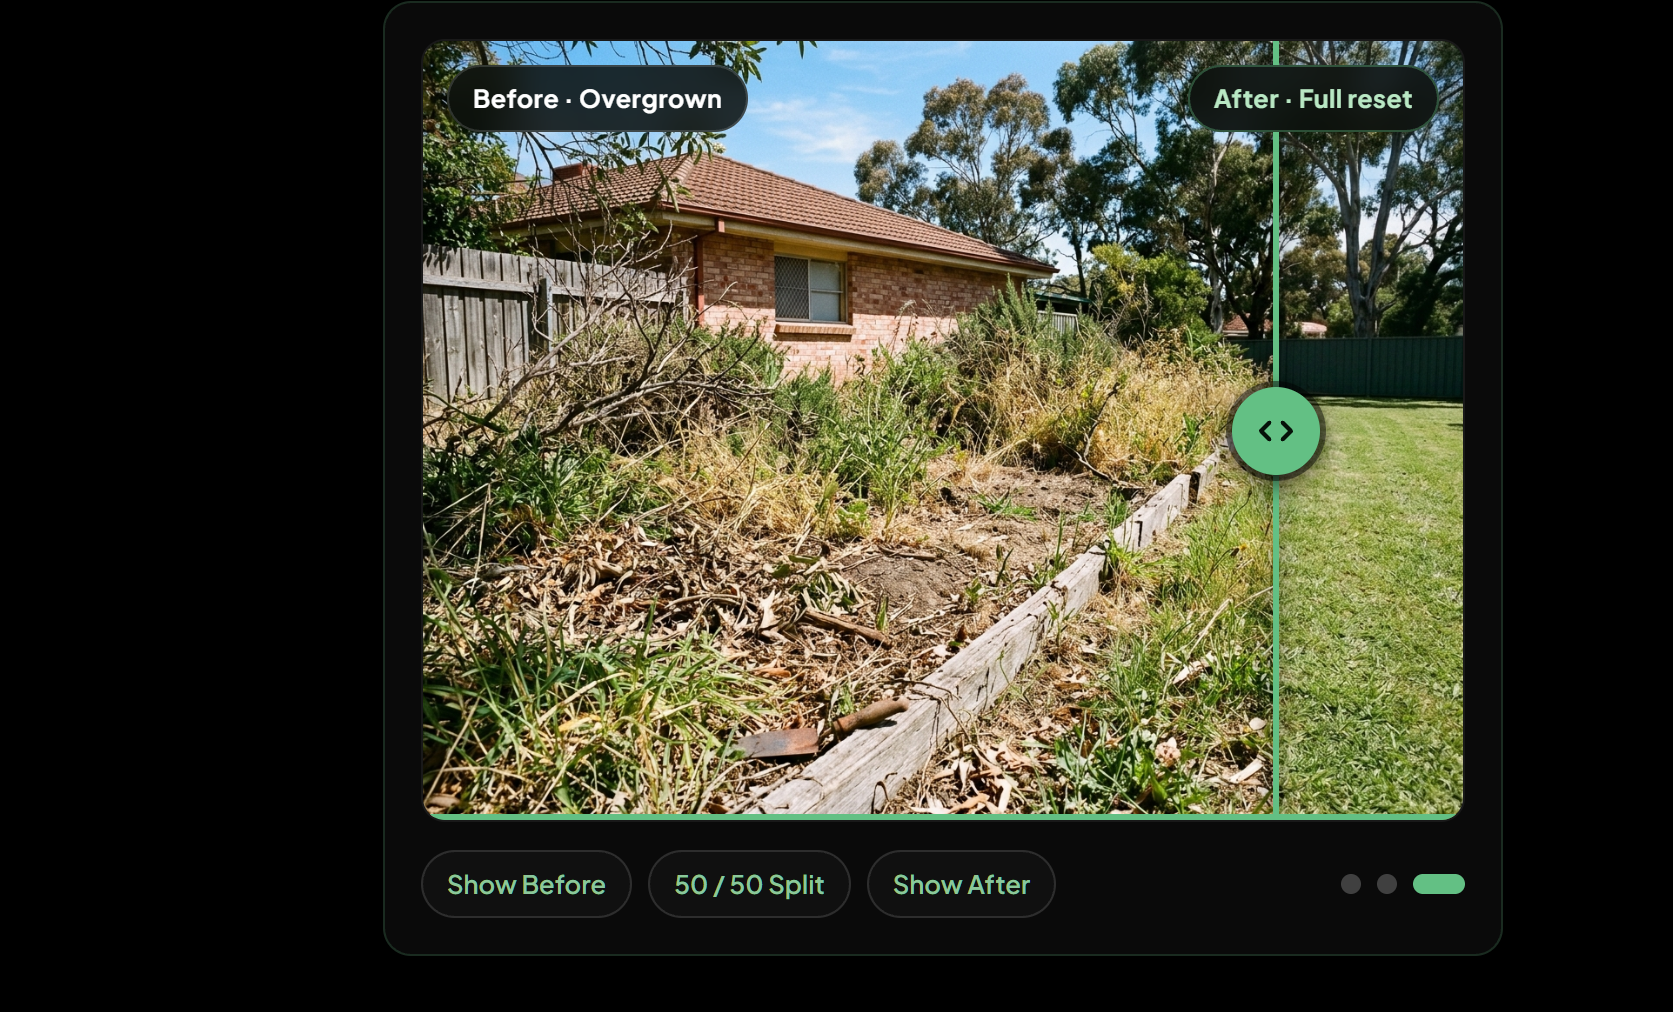 Before · Overgrown
After · Full reset
Show Before
50 / 50 Split
Show After